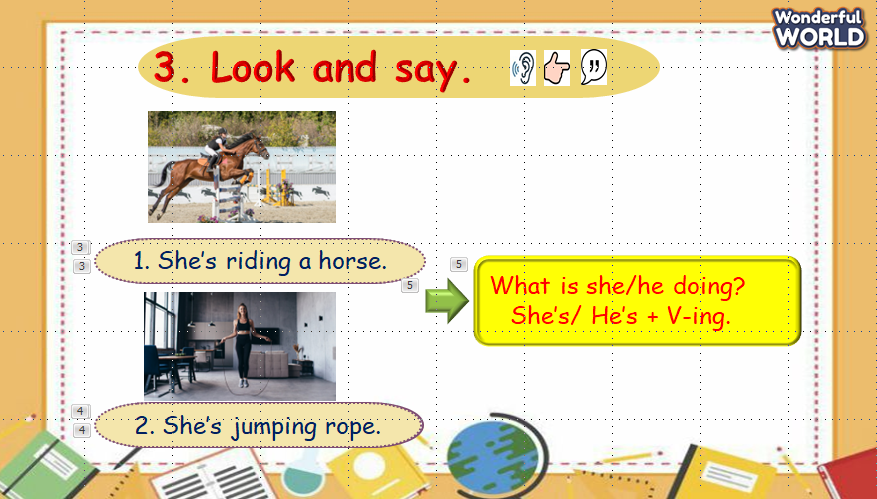 Wonderful
WORLD
3. Look and say.
3
3
1. She's riding a horse.
5
5
What is she/he doing?
She's/ He's + V-ing.
4
4
2. She's jumping rope.